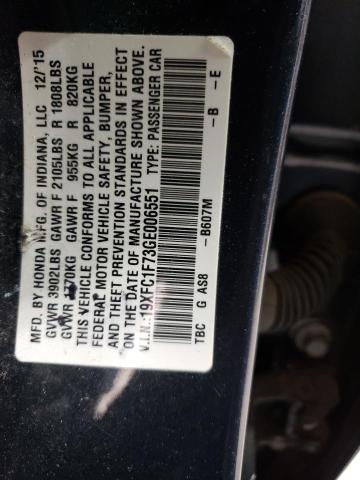 MFD. BY HONDA MFG. OF INDIANA, LLC 12/'15
GVWR 3902LBS GAWR F 2105LBS R 1808LBS
GVWR 1770KG GAWR F 955KG R 820KG
THIS VEHICLE CONFORMS TO ALL APPLICABLE
FEDERAL MOTOR VEHICLE SAFETY, BUMPER,
AND THEFT PREVENTION STANDARDS IN EFFECT
ON THE DATE OF MANUFACTURE SHOWN ABOVE.
V.I.N.: 19XFC1F73GE006551 TYPE: PASSENGER CAR
-B607M -B -E
TBC G AS8